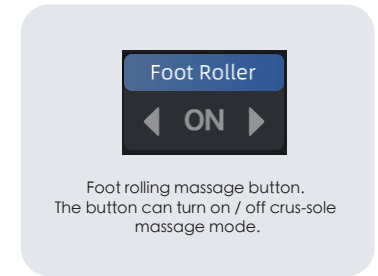 Foot Roller
ON
Foot rolling massage button.
The button can turn on / off crus-sole
massage mode.